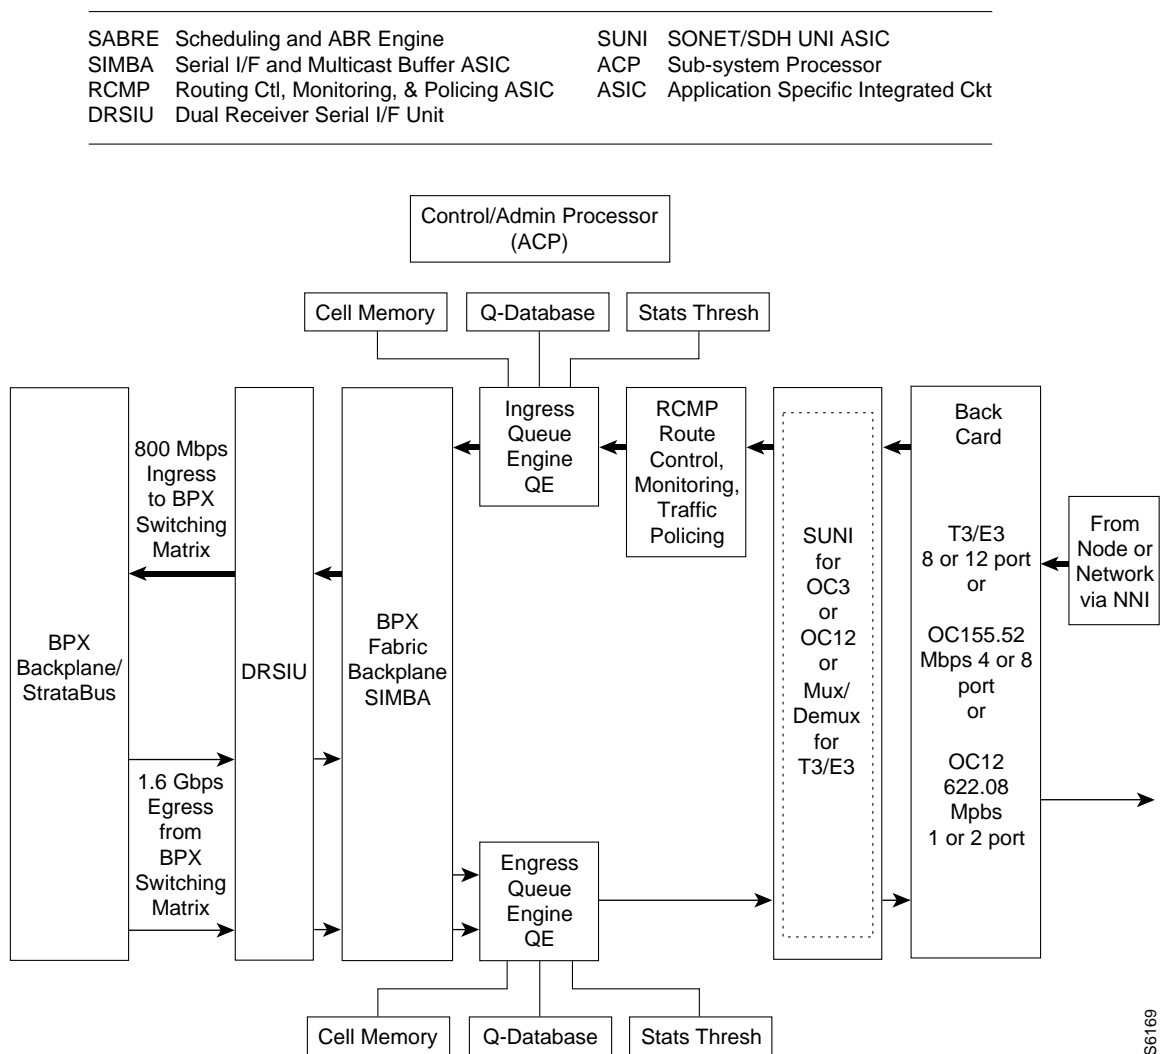 SABRE Scheduling and ABR Engine
SIMBA Serial I/F and Multicast Buffer ASIC
RCMP Routing Ctl, Monitoring, & Policing ASIC
DRSIU Dual Receiver Serial I/F Unit
SUNI SONET/SDH UNI ASIC
ACP Sub-system Processor
ASIC Application Specific Integrated Ckt
Control/Admin Processor
(ACP)
Cell Memory
Q-Database
Stats Thresh
BPX
Backplane/
StrataBus
800 Mbps
Ingress
to BPX
Switching
Matrix
1.6 Gbps
Egress
from
BPX
Switching
Matrix
DRSIU
BPX
Fabric
Backplane
SIMBA
Ingress
Queue
Engine
QE
RCMP
Route
Control,
Monitoring,
Traffic
Policing
Engress
Queue
Engine
QE
SUNI
for
OC3
or
OC12
or
Mux/
Demux
for
T3/E3
Back
Card
T3/E3
8 or 12 port
or
OC155.52
Mbps 4 or 8
port
or
OC12
622.08
Mpbs
1 or 2 port
From
Node or
Network
via NNI
Cell Memory
Q-Database
Stats Thresh
S6169